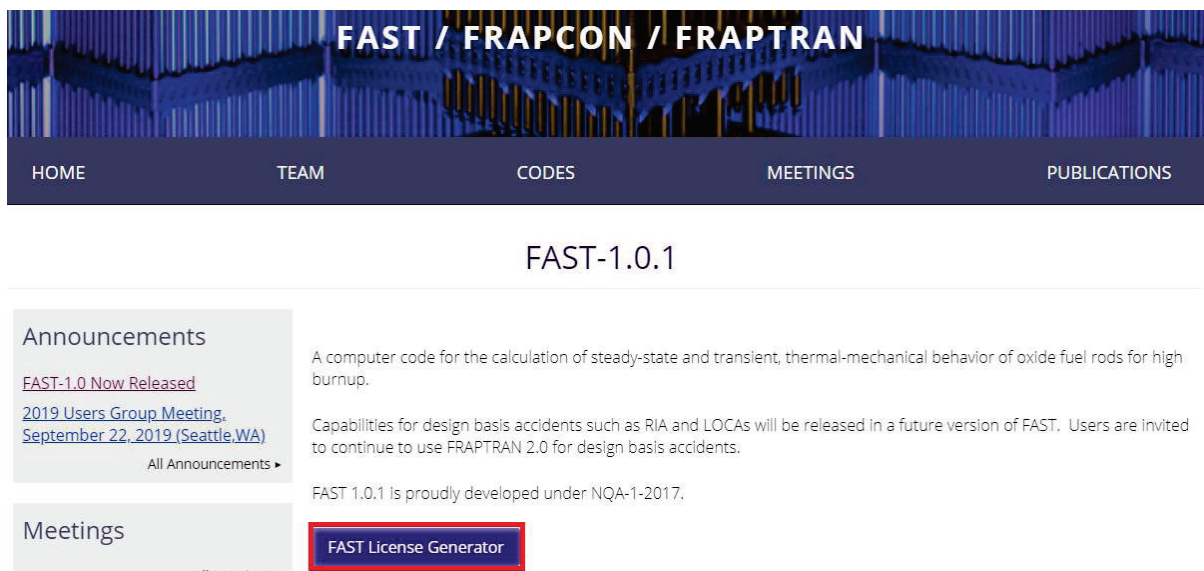 FAST / FRAPCON / FRAPTRAN
HOME TEAM CODES MEETINGS PUBLICATIONS
FAST-1.0.1
Announcements
FAST-1.0 Now Released
2019 Users Group Meeting,
September 22, 2019 (Seattle,WA)
All Announcements ▸
Meetings
A computer code for the calculation of steady-state and transient, thermal-mechanical behavior of oxide fuel rods for high
burnup.
Capabilities for design basis accidents such as RIA and LOCAs will be released in a future version of FAST. Users are invited
to continue to use FRAPTRAN 2.0 for design basis accidents.
FAST 1.0.1 is proudly developed under NQA-1-2017.
FAST License Generator